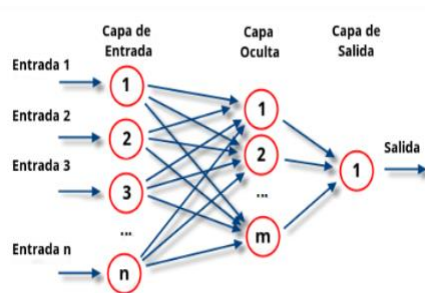 Capa de
Entrada
Capa
Oculta
Capa de
Salida
Entrada 1
1
Entrada 2
2
Entrada 3
3
...
Entrada n
n
1
2
...
m
1
Salida